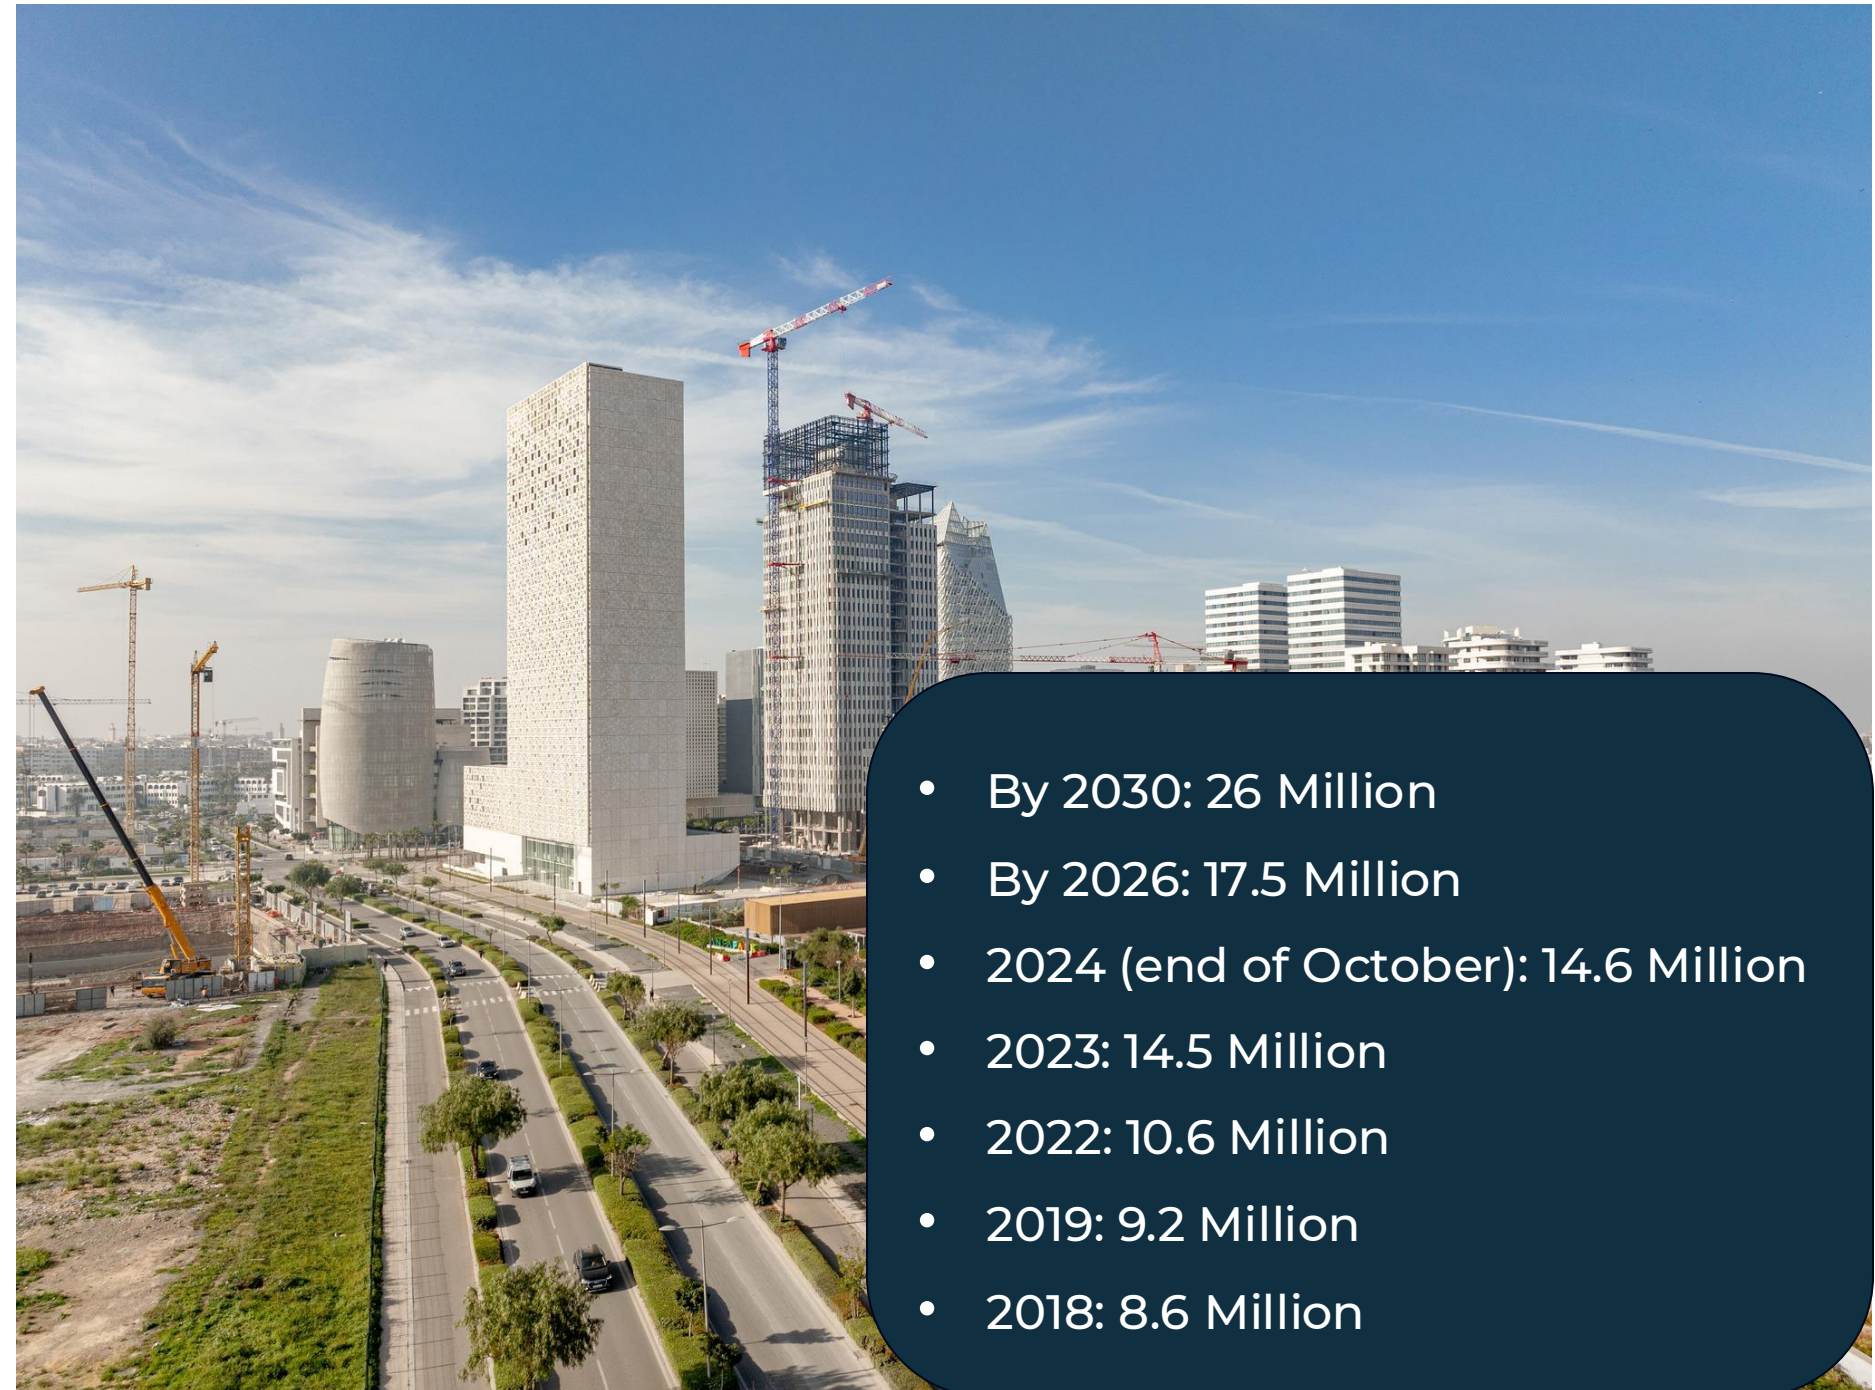 • By 2030: 26 Million
• By 2026: 17.5 Million
• 2024 (end of October): 14.6 Million
• 2023: 14.5 Million
• 2022: 10.6 Million
• 2019: 9.2 Million
• 2018: 8.6 Million